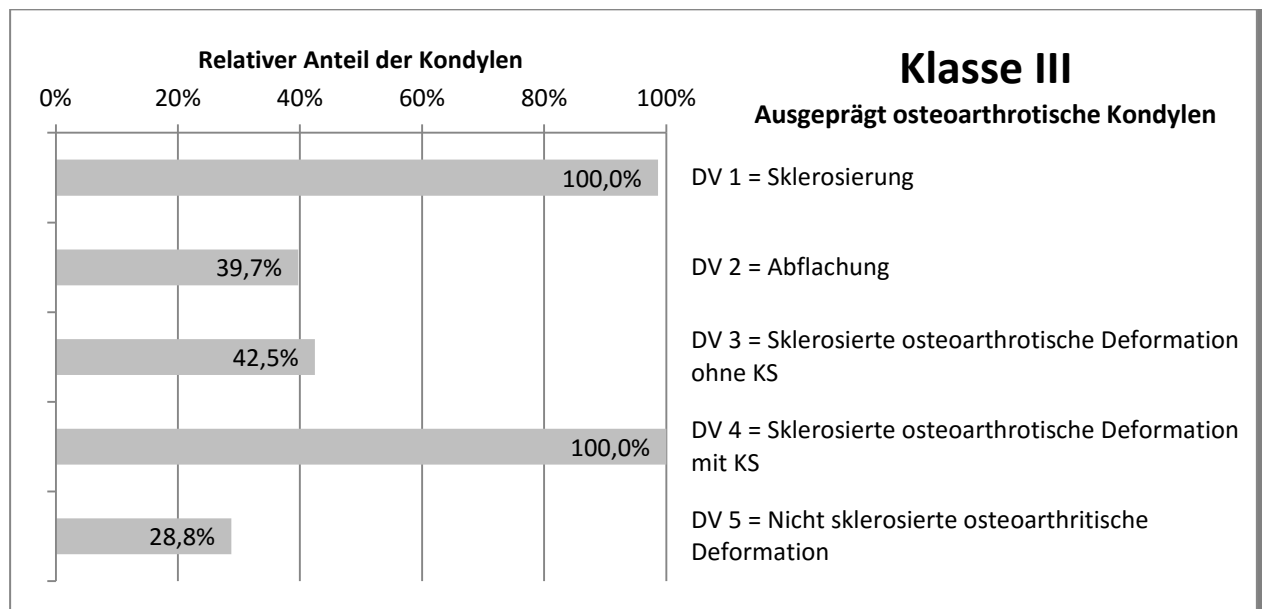 Relativer Anteil der Kondylen
0% 20% 40% 60% 80% 100%
Klasse III
Ausgeprägt osteoarthrotische Kondylen
100,0% DV 1 = Sklerosierung
39,7% DV 2 = Abflachung
42,5% DV 3 = Sklerosierte osteoarthrotische Deformation
ohne KS
100,0% DV 4 = Sklerosierte osteoarthrotische Deformation
mit KS
28,8% DV 5 = Nicht sklerosierte osteoarthritische
Deformation